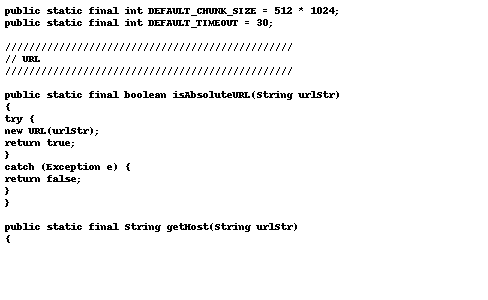 public static final int DEFAULT_CHUNK_SIZE = 512 * 1024;
public static final int DEFAULT_TIMEOUT = 30;
////////////////////////////////////////////////
// URL
////////////////////////////////////////////////
public static final boolean isAbsoluteURL(String urlStr)
{
try {
new URL(urlStr);
return true;
}
catch (Exception e) {
return false;
}
}
public static final String getHost(String urlStr)
{